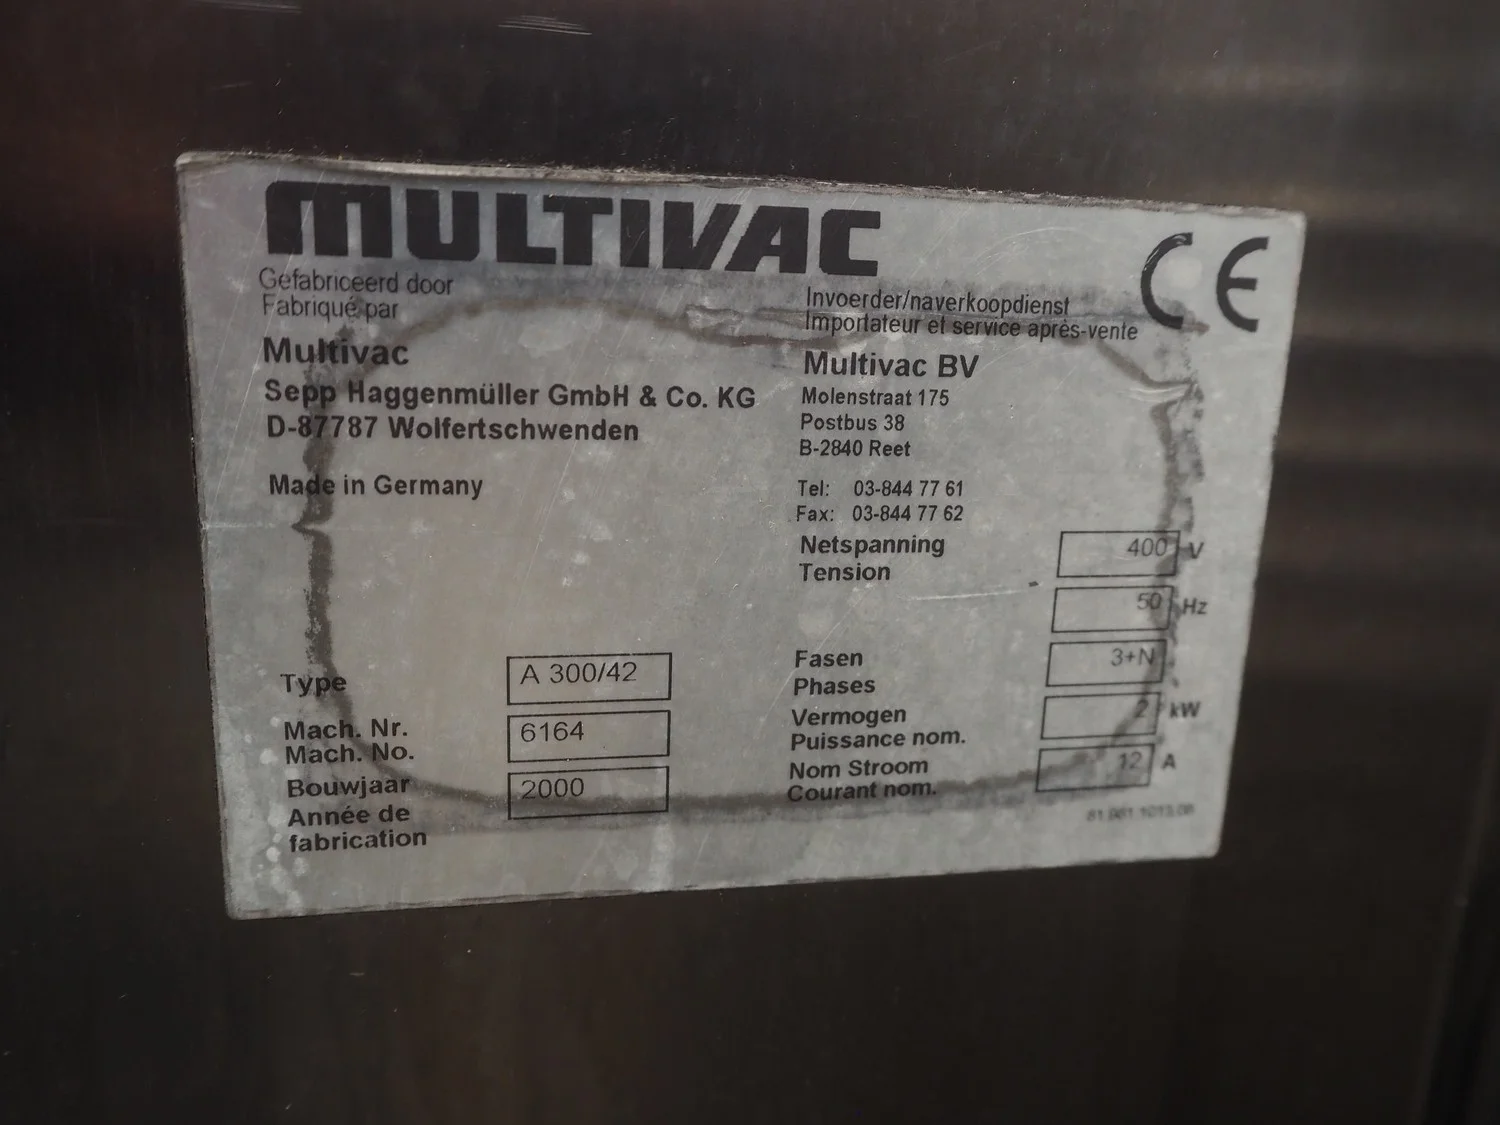 MULTIVAC
CE
Gefabriceerd door
Fabriqué par
Multivac
Sepp Haggenmüller GmbH & Co. KG
D-87787 Wolfertschwenden
Made in Germany
Type A 300/42
Mach. Nr.
Mach. No. 6164
Bouwjaar 2000
Année de
fabrication
Invoerder/naverkoopdienst
Importateur et service après-vente
Multivac BV
Molenstraat 175
Postbus 38
B-2840 Reet
Tel: 03-844 77 61
Fax: 03-844 77 62
Netspanning 400 V
Tension
50 Hz
Fasen 3+N
Phases
Vermogen 2 kW
Puissance nom.
Nom Stroom 12 A
Courant nom.